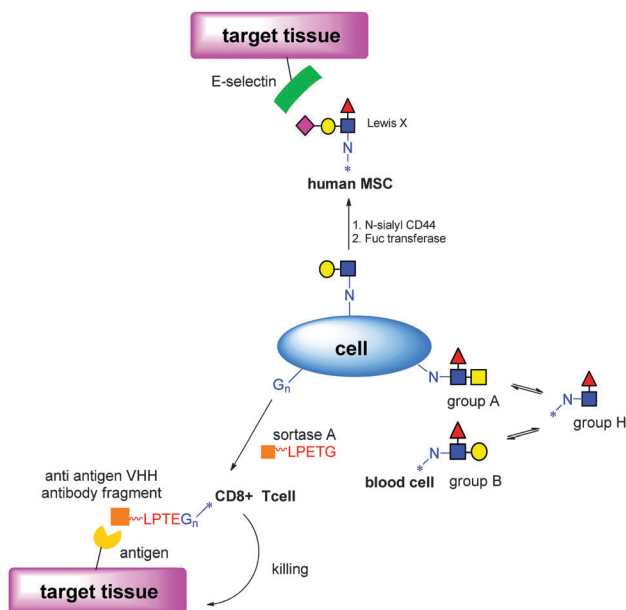 target tissue
E-selectin
Lewis X
N
*
human MSC
1. N-sialyl CD44
2. Fuc transferase
N
cell
Gn
N
group A
N
*
group H
sortase A
LPETG
N
*
blood cell group B
anti antigen VHH
antibody fragment
* CD8+ Tcell
LPTEGn
antigen
killing
target tissue